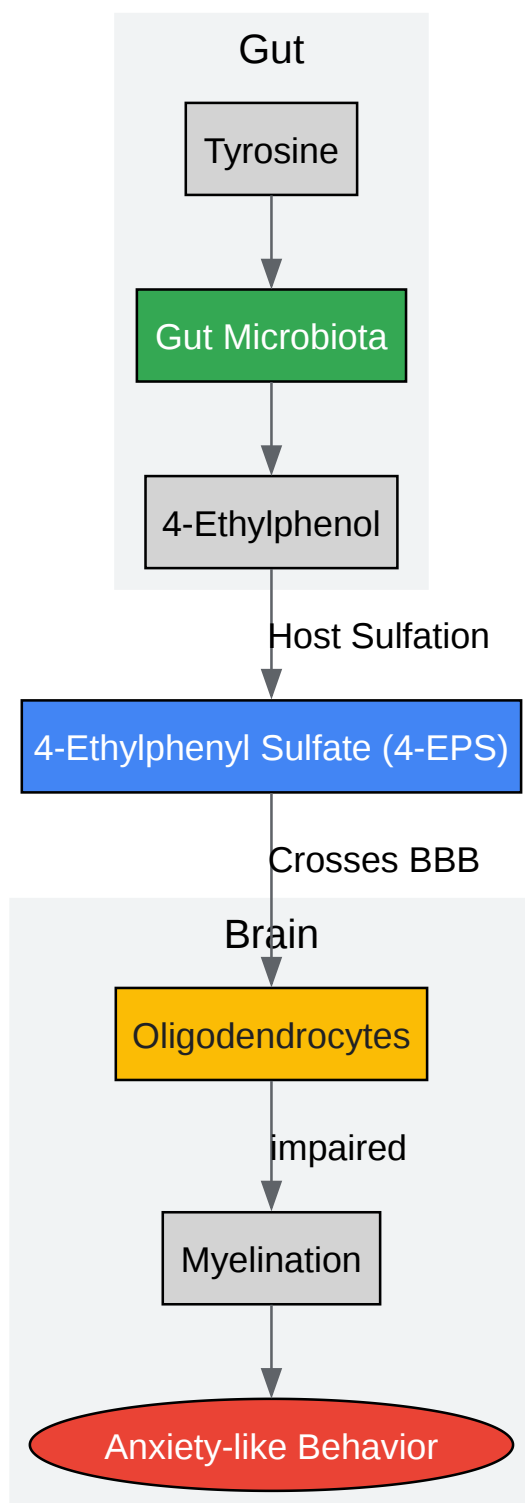 Gut
Tyrosine
Gut Microbiota
4-Ethylphenol
Host Sulfation
4-Ethylphenyl Sulfate (4-EPS)
Crosses BBB
Brain
Oligodendrocytes
impaired
Myelination
Anxiety-like Behavior